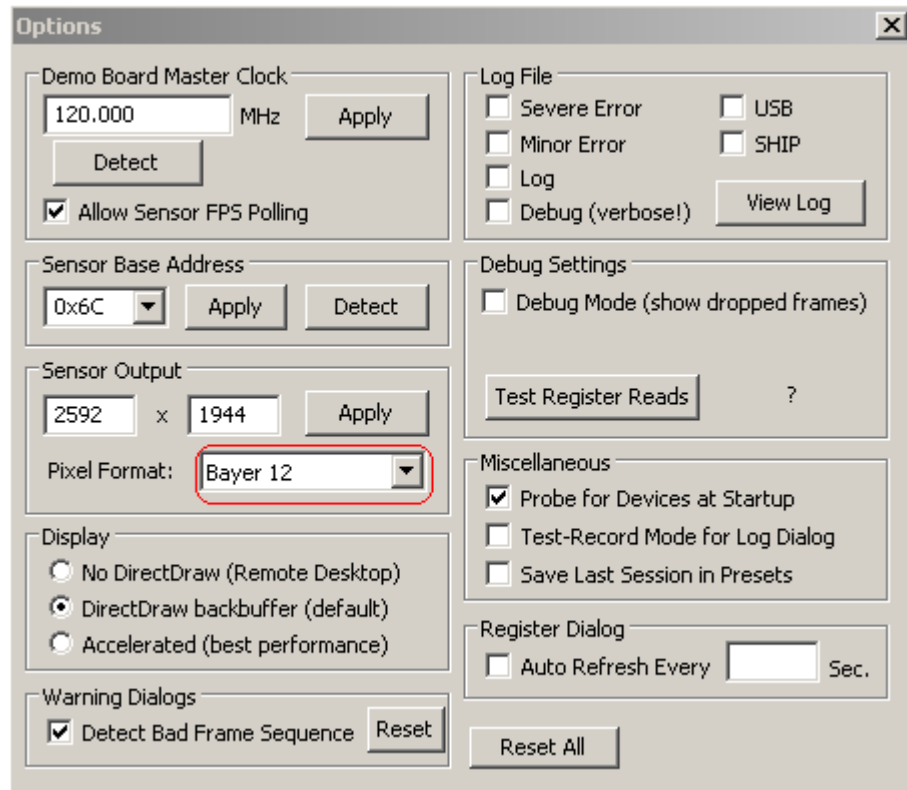 Options
Demo Board Master Clock
120.000 MHz Apply
Detect
Allow Sensor FPS Polling
Sensor Base Address
0x6C Apply Detect
Sensor Output
2592 x 1944 Apply
Pixel Format: Bayer 12
Display
No DirectDraw (Remote Desktop)
DirectDraw backbuffer (default)
Accelerated (best performance)
Warning Dialogs
Detect Bad Frame Sequence Reset
Log File
Severe Error USB
Minor Error SHIP
Log
Debug (verbose!) View Log
Debug Settings
Debug Mode (show dropped frames)
Test Register Reads ?
Miscellaneous
Probe for Devices at Startup
Test-Record Mode for Log Dialog
Save Last Session in Presets
Register Dialog
Auto Refresh Every Sec.
Reset All